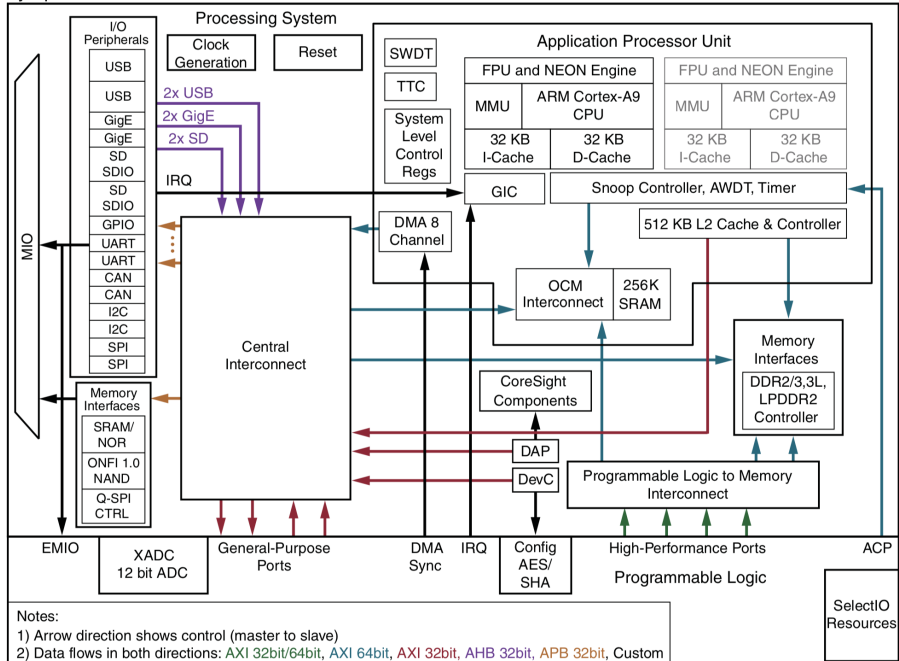 Processing System
I/O
Peripherals
USB
USB
GigE
GigE
SD
SDIO
SD
SDIO
GPIO
UART
UART
CAN
CAN
I2C
I2C
SPI
SPI
MIO
Memory
Interfaces
SRAM/
NOR
ONFI 1.0
NAND
Q-SPI
CTRL
Clock
Generation
Reset
2x USB
2x GigE
2x SD
IRQ
Central
Interconnect
SWDT
TTC
System
Level
Control
Regs
DMA 8
Channel
Application Processor Unit
FPU and NEON Engine
MMU
ARM Cortex-A9
CPU
32 KB
I-Cache
32 KB
D-Cache
FPU and NEON Engine
MMU
ARM Cortex-A9
CPU
32 KB
I-Cache
32 KB
D-Cache
GIC
Snoop Controller, AWDT, Timer
512 KB L2 Cache & Controller
OCM
Interconnect
256K
SRAM
Memory
Interfaces
DDR2/3,3L,
LPDDR2
Controller
CoreSight
Components
DAP
DevC
Programmable Logic to Memory
Interconnect
EMIO
XADC
12 bit ADC
General-Purpose
Ports
DMA
Sync
IRQ
Config
AES/
SHA
High-Performance Ports
ACP
Programmable Logic
SelectIO
Resources
Notes:
1) Arrow direction shows control (master to slave)
2) Data flows in both directions: AXI 32bit/64bit, AXI 64bit, AXI 32bit, AHB 32bit, APB 32bit, Custom